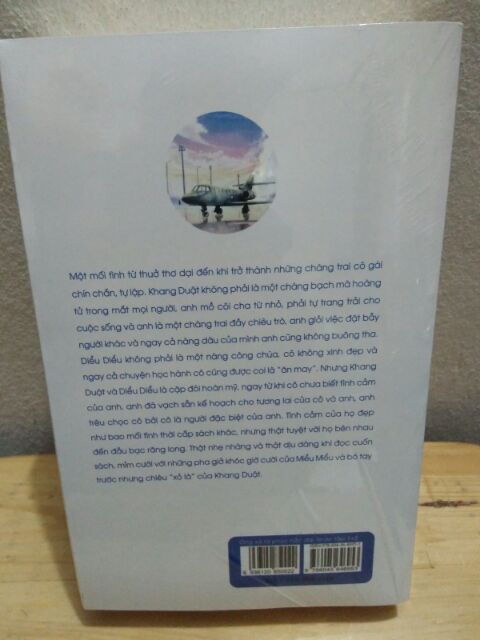 Một mối tình từ thuở thơ dại đến khi trở thành những chàng trai cô gái
chín chắn, tự lập. Khang Duật không phải là một chàng bạch mã hoàng
tử trong mắt mọi người, anh mồ côi cha từ nhỏ, phải tự trang trải cho
cuộc sống và anh là một chàng trai đầy chiêu trò, anh giỏi việc đặt bẫy
người khác và ngay cả nàng dâu của mình anh cũng không buông tha.
Diểu Diểu không phải là một nàng công chúa, cô không xinh đẹp và
ngay cả chuyện học hành cô cũng được coi là "ăn may". Nhưng Khang
Duật và Diểu Diểu là cặp đôi hoàn mỹ, ngay từ khi cô chưa biết tình cảm
của anh, anh đã vạch sẵn kế hoạch cho tương lai của cô và anh, anh
trêu chọc cô bởi cô là người đặc biệt của anh. Tình cảm của họ đẹp
như bao mối tình thời cắp sách khác, nhưng thật tuyệt vời họ bên nhau
đến đầu bạc răng long. Thật nhẹ nhàng và thật dịu dàng khi đọc cuốn
sách, mỉm cười với những pha giở khóc giở cười của Miểu Miểu và bó tay
trước những chiêu "xỏ lá" của Khang Duật.